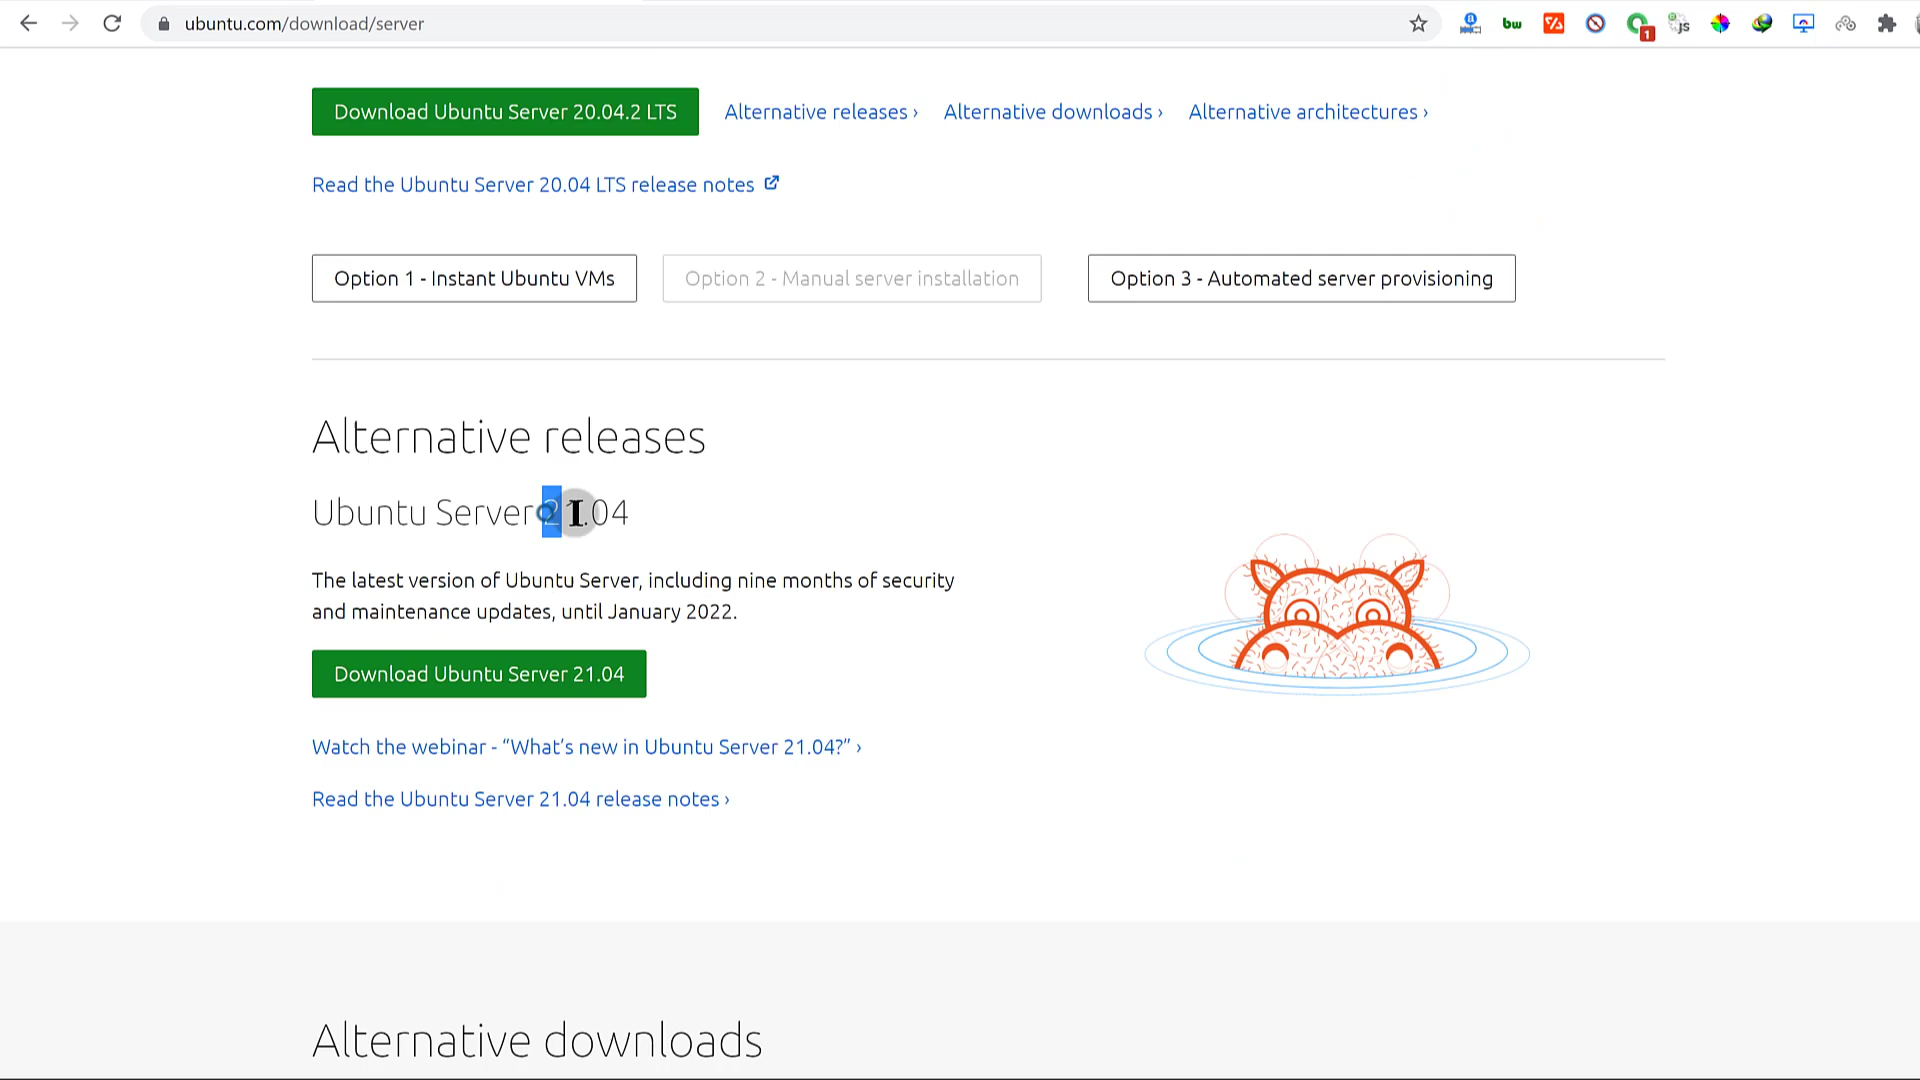 ubuntu.com/download/server
bw
js
1
Download Ubuntu Server 20.04.2 LTS
Alternative releases ›
Alternative downloads ›
Alternative architectures ›
Read the Ubuntu Server 20.04 LTS release notes
Option 1 - Instant Ubuntu VMs
Option 2 - Manual server installation
Option 3 - Automated server provisioning
Alternative releases
Ubuntu Server 21.04
The latest version of Ubuntu Server, including nine months of security
and maintenance updates, until January 2022.
Download Ubuntu Server 21.04
Watch the webinar - “What’s new in Ubuntu Server 21.04?” ›
Read the Ubuntu Server 21.04 release notes ›
Alternative downloads